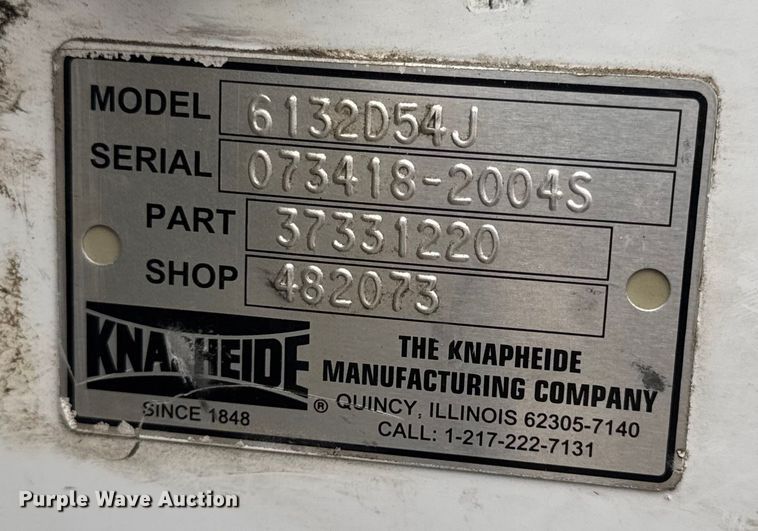 MODEL 6132D54J
SERIAL 073418-2004S
PART 37331220
SHOP 482073
KNAPHEIDE
SINCE 1848
®
THE KNAPHEIDE
MANUFACTURING COMPANY
QUINCY, ILLINOIS 62305-7140
CALL: 1-217-222-7131
Purple Wave Auction